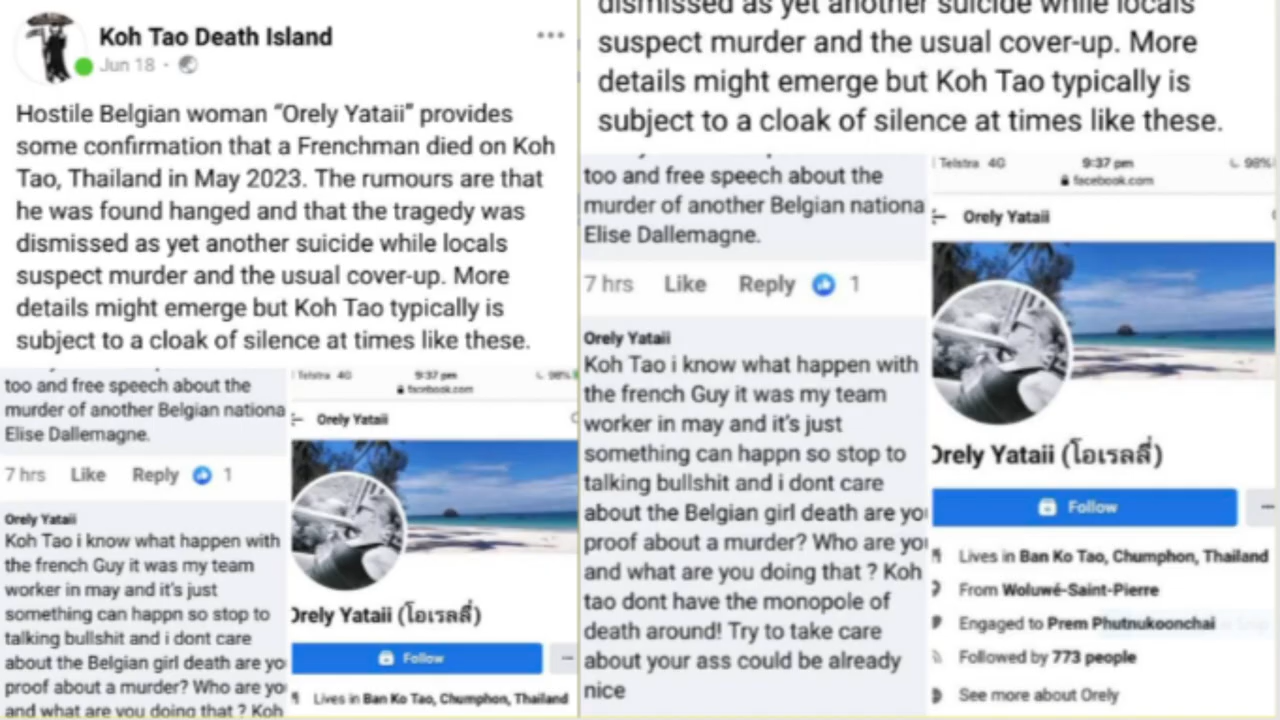 Koh Tao Death Island
Jun 18
Hostile Belgian woman “Orely Yataii” provides
some confirmation that a Frenchman died on Koh
Tao, Thailand in May 2023. The rumours are that
he was found hanged and that the tragedy was
dismissed as yet another suicide while locals
suspect murder and the usual cover-up. More
details might emerge but Koh Tao typically is
subject to a cloak of silence at times like these.
too and free speech about the
murder of another Belgian nationa
Elise Dallemagne.
7 hrs Like Reply 1
Orely Yataii
Koh Tao i know what happen with
the french Guy it was my team
worker in may and it's just
something can happn so stop to
talking bullshit and i dont care
about the Belgian girl death are yo
proof about a murder? Who are yo
and what are you doing that ? Koh
Telstra 4G 9:37 pm 98%
facebook.com
Orely Yataii
Orely Yataii (โอเรลลี่)
Follow
Lives in Ban Ko Tao, Chumphon, Thailand
dismissed as yet another suicide while locals
suspect murder and the usual cover-up. More
details might emerge but Koh Tao typically is
subject to a cloak of silence at times like these.
too and free speech about the
murder of another Belgian nationa
Elise Dallemagne.
7 hrs Like Reply 1
Orely Yataii
Koh Tao i know what happen with
the french Guy it was my team
worker in may and it's just
something can happn so stop to
talking bullshit and i dont care
about the Belgian girl death are yo
proof about a murder? Who are yo
and what are you doing that ? Koh
tao dont have the monopole of
death around! Try to take care
about your ass could be already
nice
Telstra 4G 9:37 pm 98%
facebook.com
Orely Yataii
Orely Yataii (โอเรลลี่)
Follow
Lives in Ban Ko Tao, Chumphon, Thailand
From Woluwé-Saint-Pierre
Engaged to Prem Phutnukoonchai
Followed by 773 people
See more about Orely